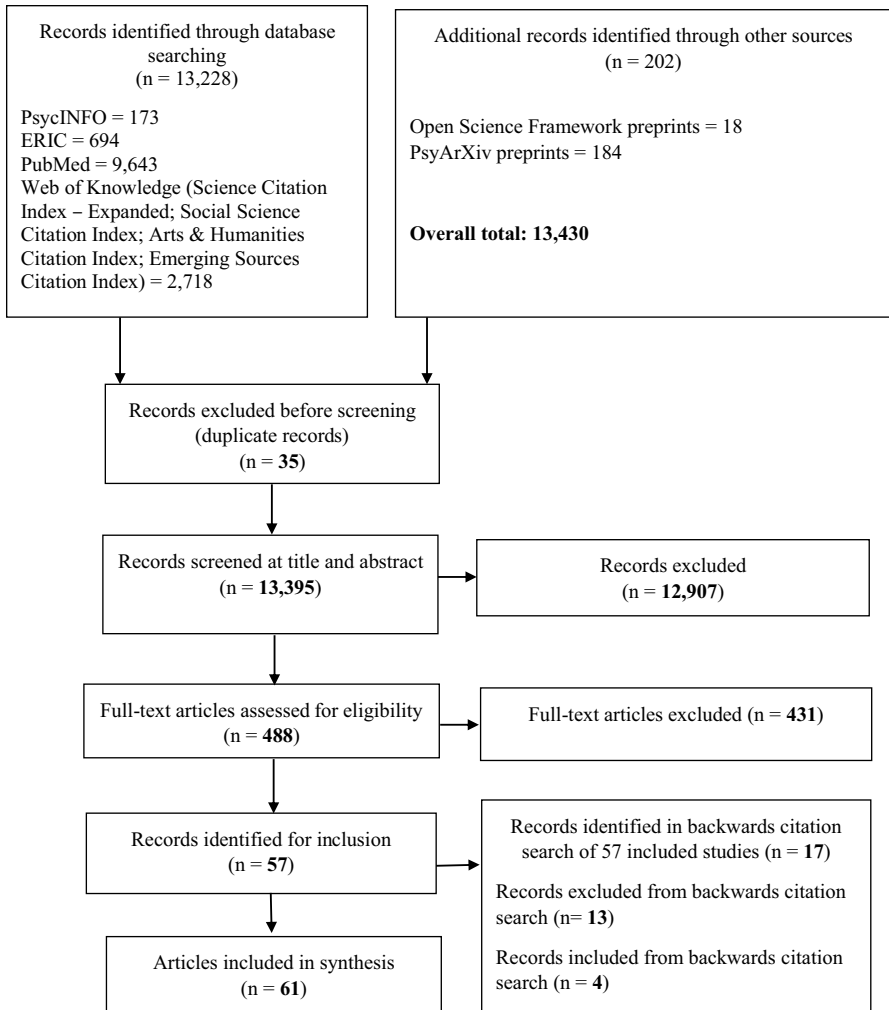 Records identified through database
searching
(n = 13,228)
PsycINFO = 173
ERIC = 694
PubMed = 9,643
Web of Knowledge (Science Citation
Index – Expanded; Social Science
Citation Index; Arts & Humanities
Citation Index; Emerging Sources
Citation Index) = 2,718
Additional records identified through other sources
(n = 202)
Open Science Framework preprints = 18
PsyArXiv preprints = 184
Overall total: 13,430
Records excluded before screening
(duplicate records)
(n = 35)
Records screened at title and abstract
(n = 13,395)
Records excluded
(n = 12,907)
Full-text articles assessed for eligibility
(n = 488)
Full-text articles excluded (n = 431)
Records identified for inclusion
(n = 57)
Records identified in backwards citation
search of 57 included studies (n = 17)
Records excluded from backwards citation
search (n= 13)
Records included from backwards citation
search (n = 4)
Articles included in synthesis
(n = 61)